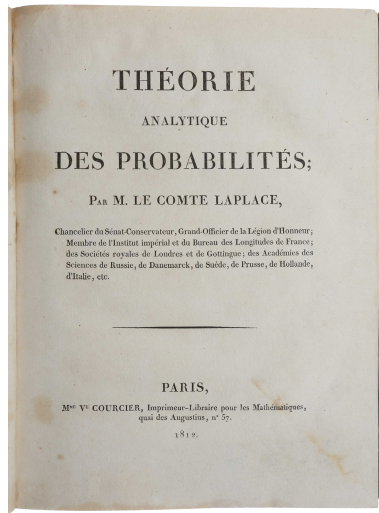 THÉORIE
ANALYTIQUE
DES PROBABILITÉS;
PAR M. LE COMTE LAPLACE,
Chancelier du Sénat-Conservateur, Grand-Officier de la Légion d'Honneur;
Membre de l'Institut impérial et du Bureau des Longitudes de France;
des Sociétés royales de Londres et de Gottingue; des Académies des
Sciences de Russie, de Danemarck, de Suède, de Prusse, de Hollande,
d'Italie, etc.
PARIS,
Mme Ve COURCIER, Imprimeur-Libraire pour les Mathématiques,
quai des Augustins, n° 57.
1812.